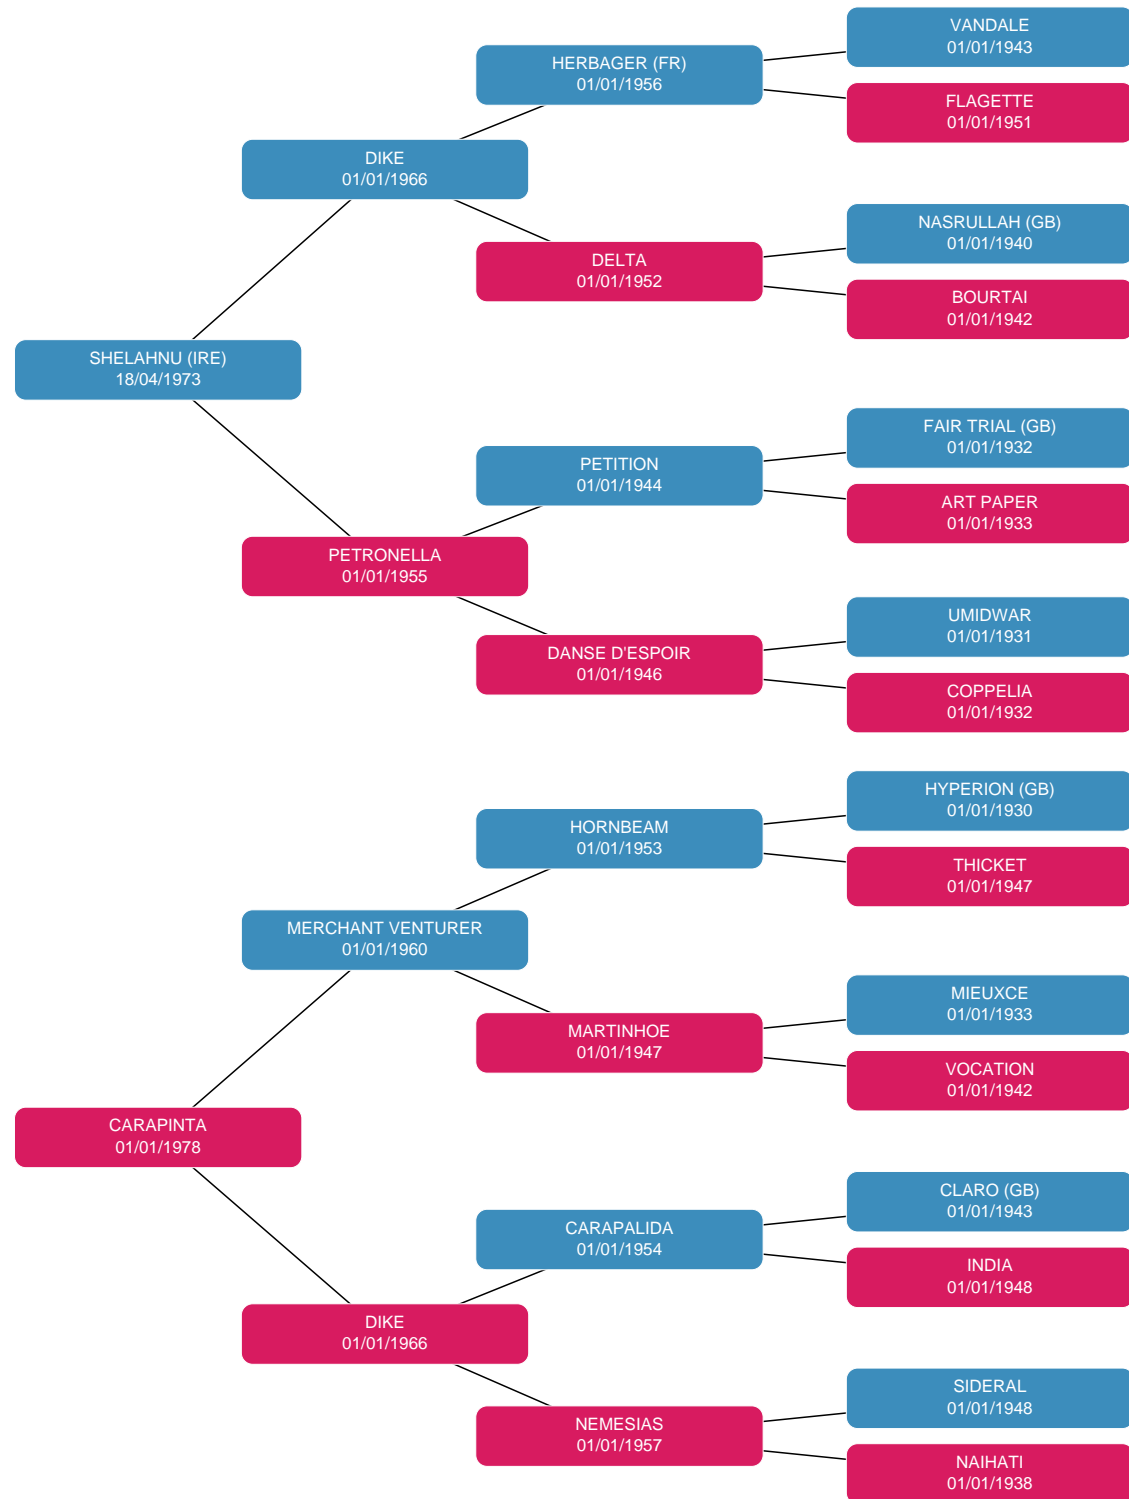 VANDALE
01/01/1943
HERBAGER (FR)
01/01/1956
FLAGETTE
01/01/1951
DIKE
01/01/1966
NASRULLAH (GB)
01/01/1940
DELTA
01/01/1952
BOURTAI
01/01/1942
SHELAHNU (IRE)
18/04/1973
FAIR TRIAL (GB)
01/01/1932
PETITION
01/01/1944
ART PAPER
01/01/1933
PETRONELLA
01/01/1955
UMIDWAR
01/01/1931
DANSE D'ESPOIR
01/01/1946
COPPELIA
01/01/1932
HYPERION (GB)
01/01/1930
HORNBEAM
01/01/1953
THICKET
01/01/1947
MERCHANT VENTURER
01/01/1960
MIEUXCE
01/01/1933
MARTINHOE
01/01/1947
VOCATION
01/01/1942
CARAPINTA
01/01/1978
CLARO (GB)
01/01/1943
CARAPALIDA
01/01/1954
INDIA
01/01/1948
DIKE
01/01/1966
SIDERAL
01/01/1948
NEMESIAS
01/01/1957
NAIHATI
01/01/1938